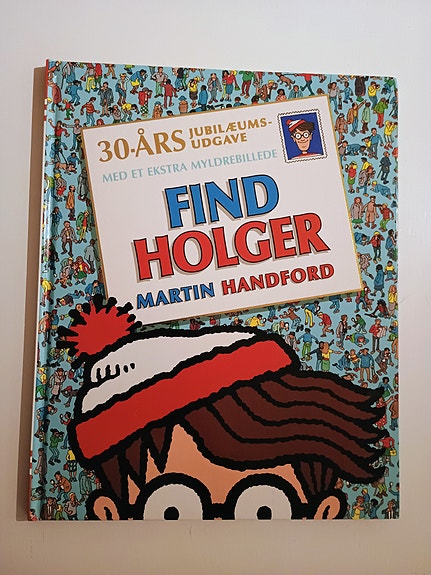 30-ÅRS JUBILÆUMS-
UDGAVE
MED ET EKSTRA MYLDREBILLEDE
FIND
HOLGER
MARTIN HANDFORD